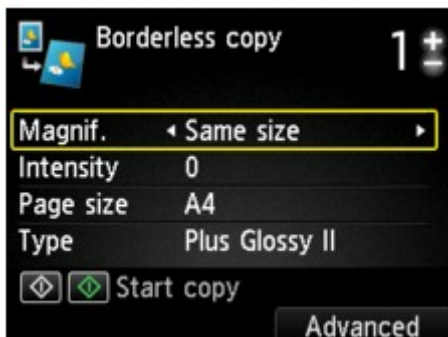 Borderless copy 1
Magnif. Same size
Intensity 0
Page size A4
Type Plus Glossy II
Start copy
Advanced